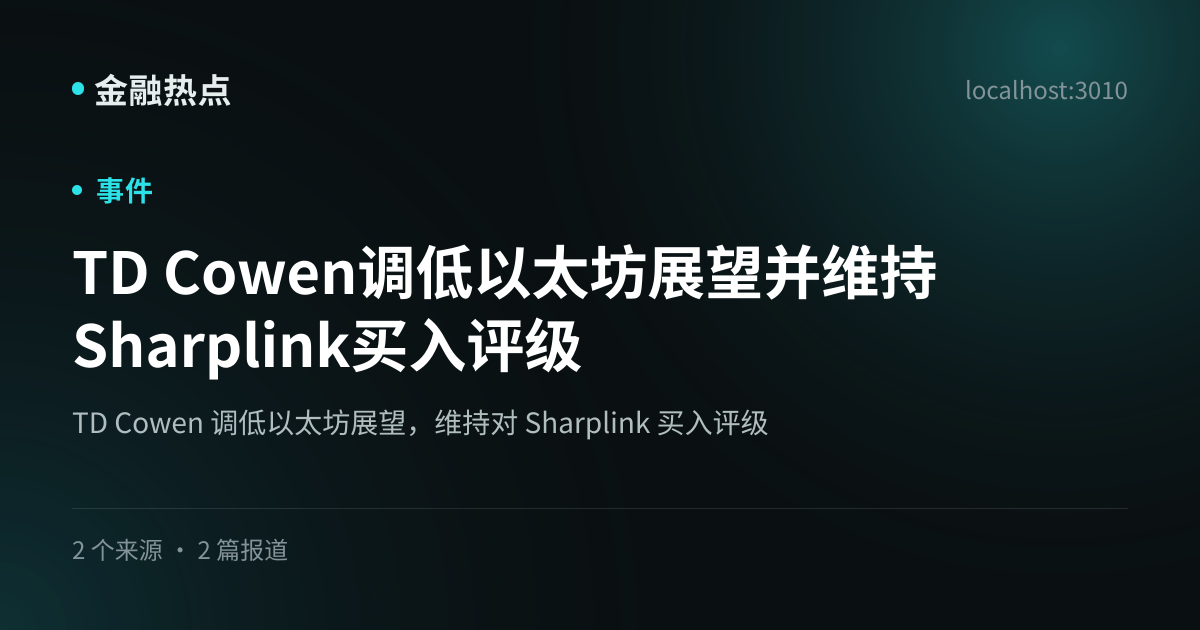 金融热点
localhost:3010
事件
TD Cowen调低以太坊展望并维持
Sharplink买入评级
TD Cowen 调低以太坊展望，维持对 Sharplink 买入评级
2 个来源 · 2 篇报道